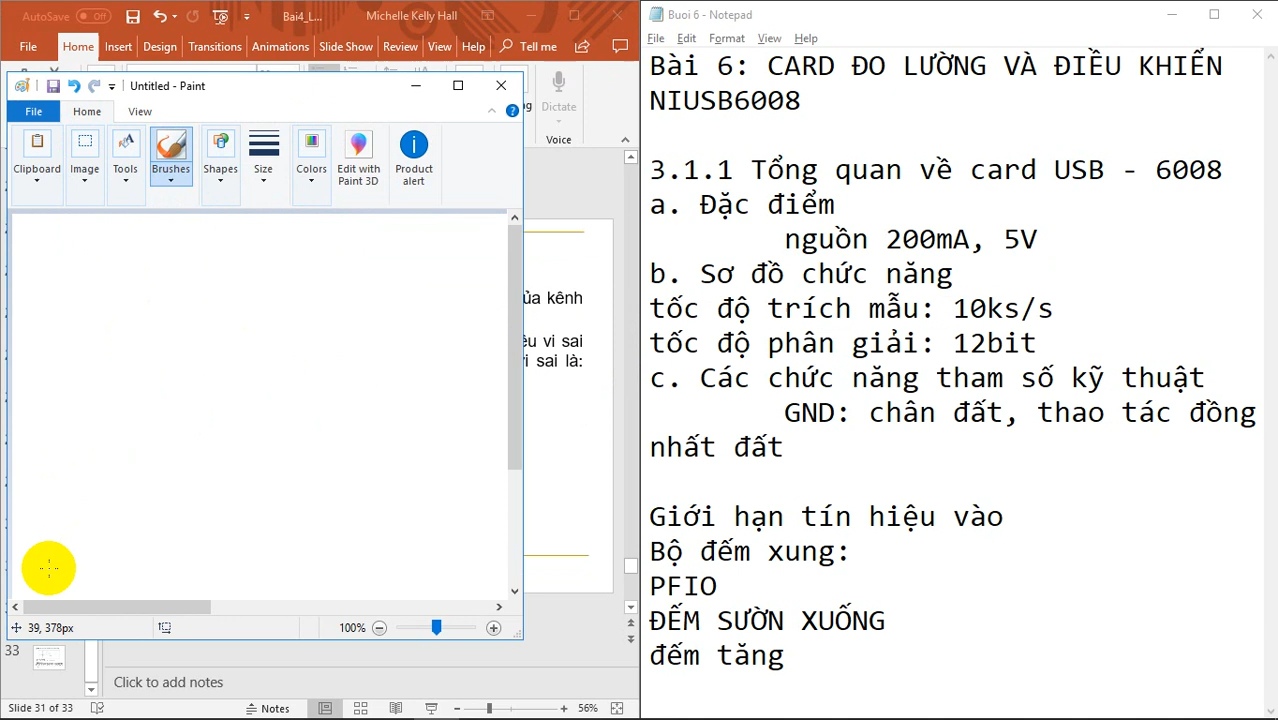 AutoSave Off Bai4_L... Michelle Kelly Hall
File Home Insert Design Transitions Animations Slide Show Review View Help Tell me
Dictate
Voice
Untitled - Paint
File Home View
Clipboard Image Tools Brushes Shapes Size Colors Edit with Paint 3D Product alert
ủa kênh
vi sai
sai là:
39, 378px 100%
33
Click to add notes
Slide 31 of 33 Notes 56%
Buoi 6 - Notepad
File Edit Format View Help
Bài 6: CARD ĐO LƯỜNG VÀ ĐIỀU KHIỂN
NIUSB6008
3.1.1 Tổng quan về card USB - 6008
a. Đặc điểm
nguồn 200mA, 5V
b. Sơ đồ chức năng
tốc độ trích mẫu: 10ks/s
tốc độ phân giải: 12bit
c. Các chức năng tham số kỹ thuật
GND: chân đất, thao tác đồng
nhất đất
Giới hạn tín hiệu vào
Bộ đếm xung:
PFIO
ĐẾM SƯỜN XUỐNG
đếm tăng